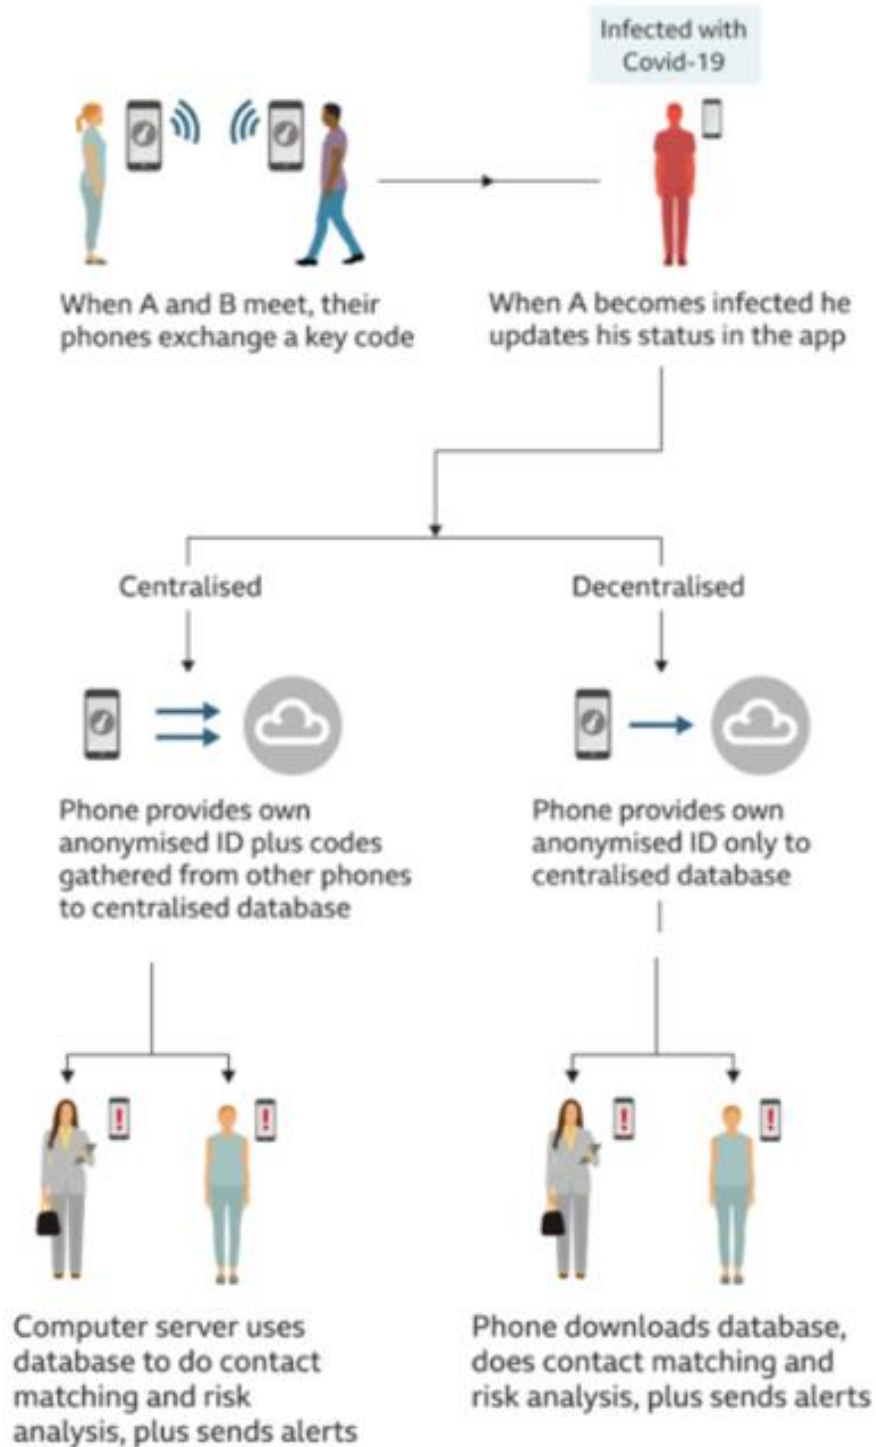 Infected with
Covid-19
When A and B meet, their
phones exchange a key code
When A becomes infected he
updates his status in the app
Centralised
Decentralised
Phone provides own
anonymised ID plus codes
gathered from other phones
to centralised database
Phone provides own
anonymised ID only to
centralised database
Computer server uses
database to do contact
matching and risk
analysis, plus sends alerts
Phone downloads database,
does contact matching and
risk analysis, plus sends alerts